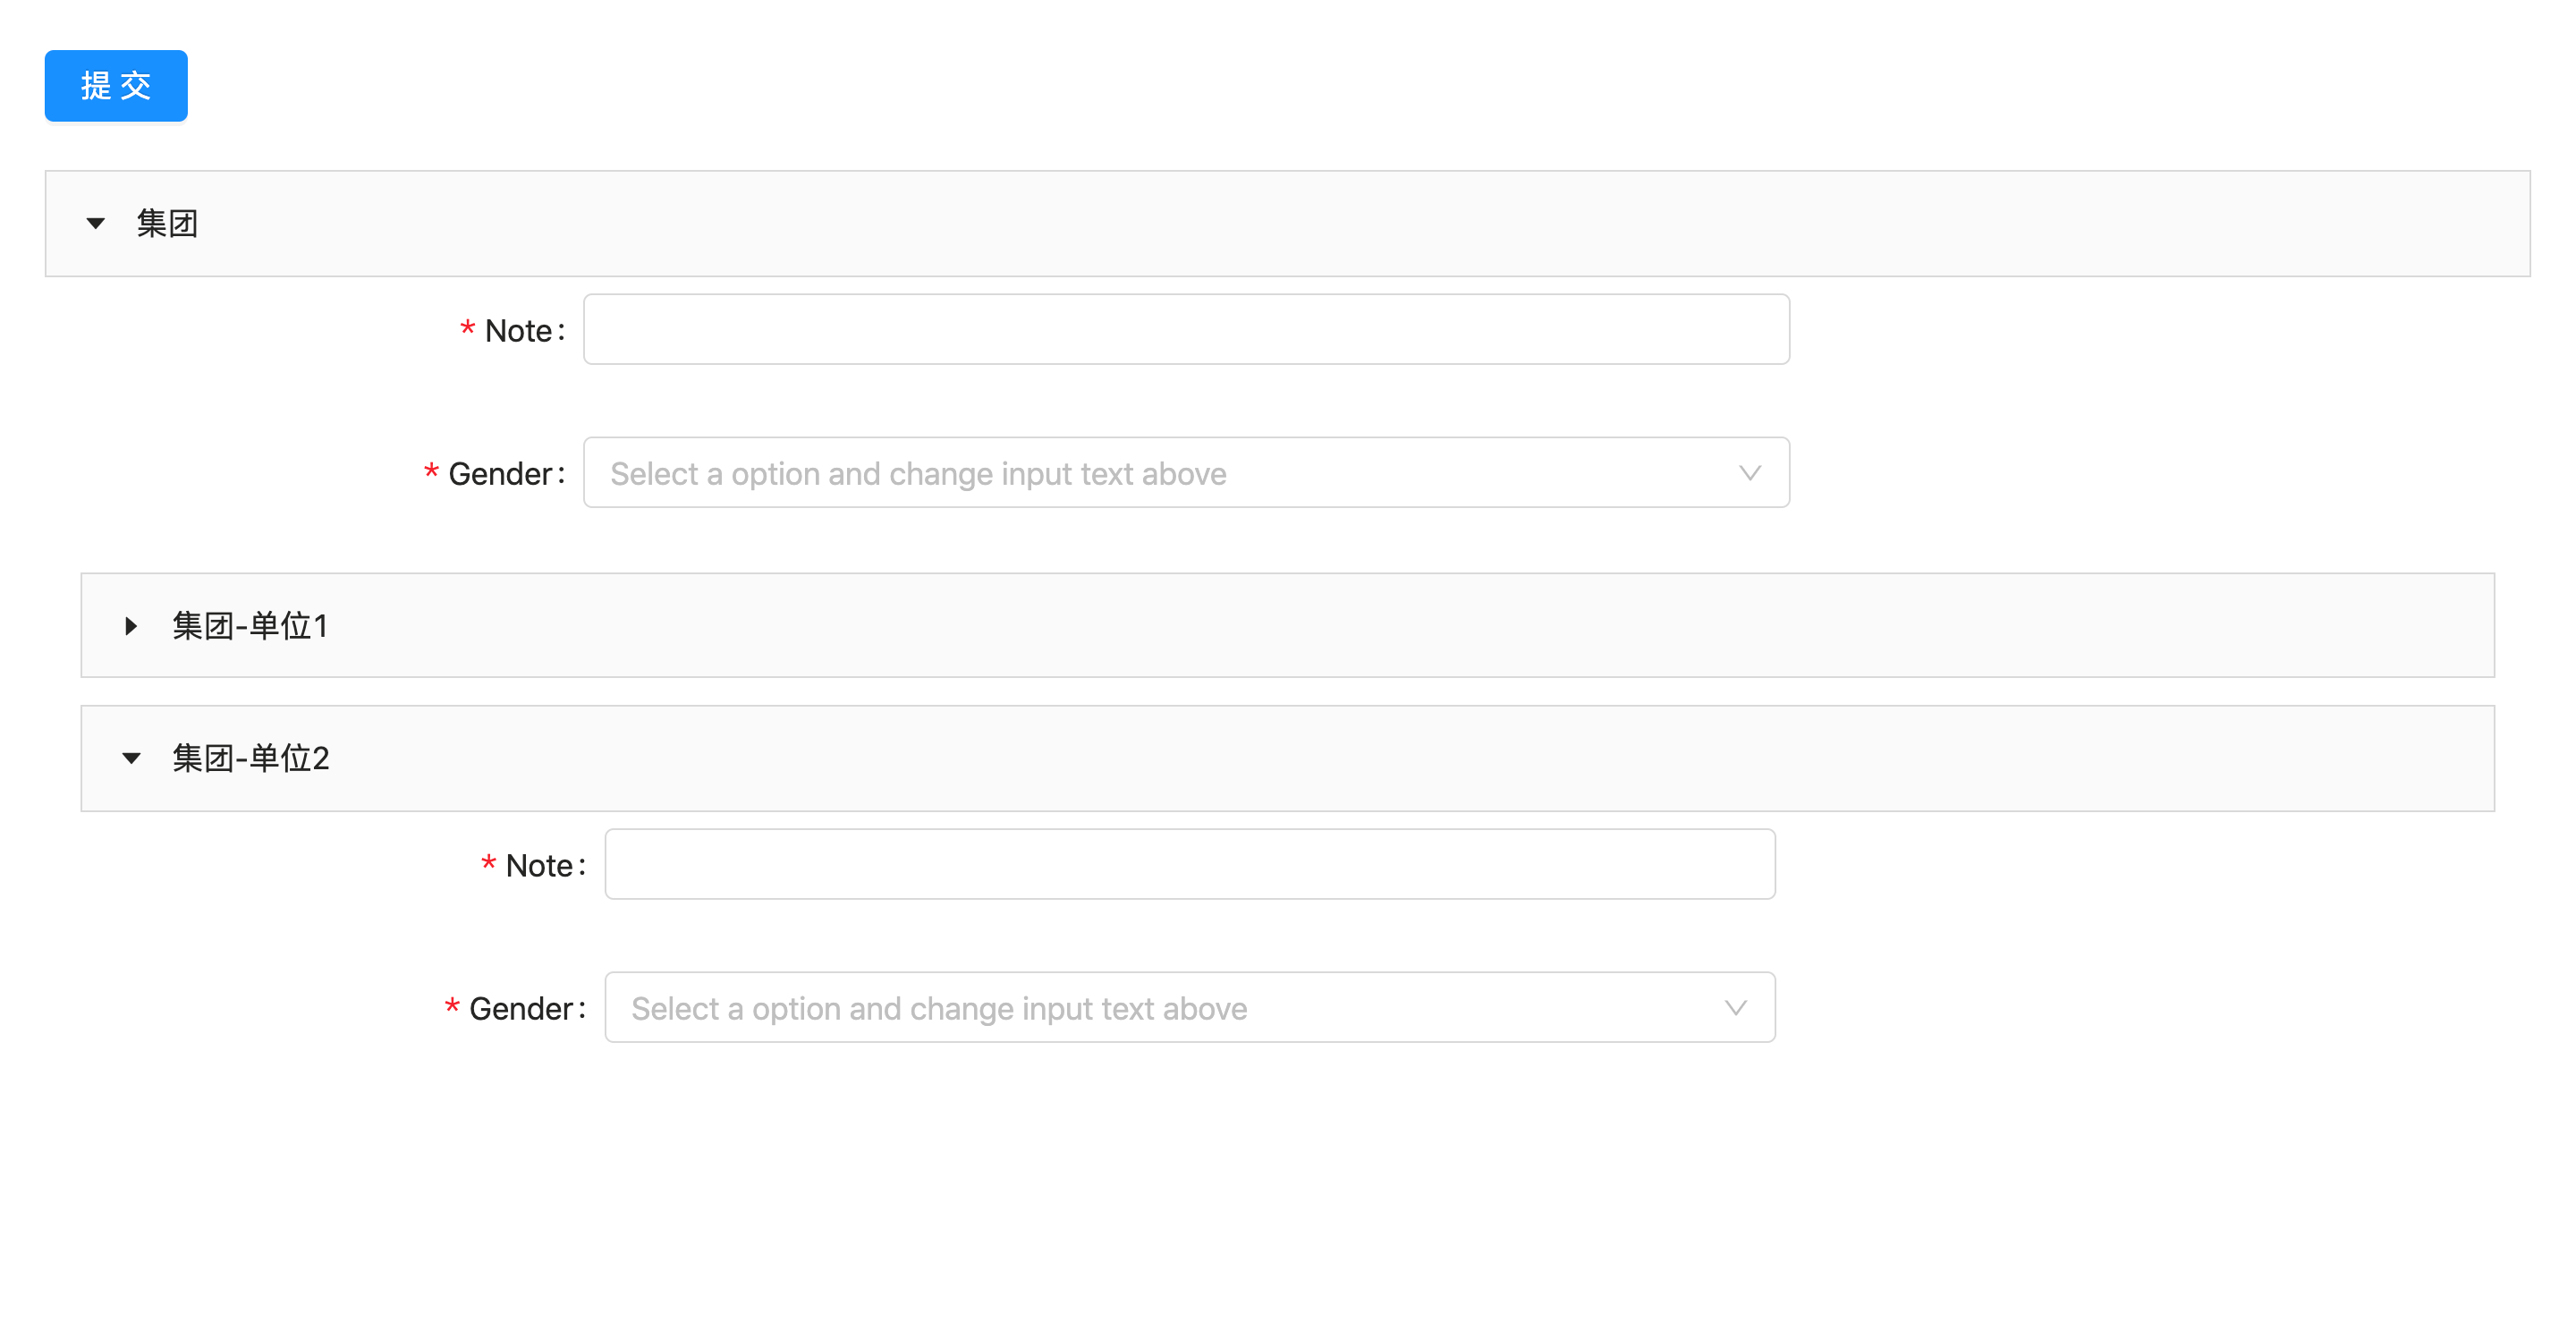 提 交
集团
* Note:
* Gender: Select a option and change input text above
集团-单位1
集团-单位2
* Note:
* Gender: Select a option and change input text above